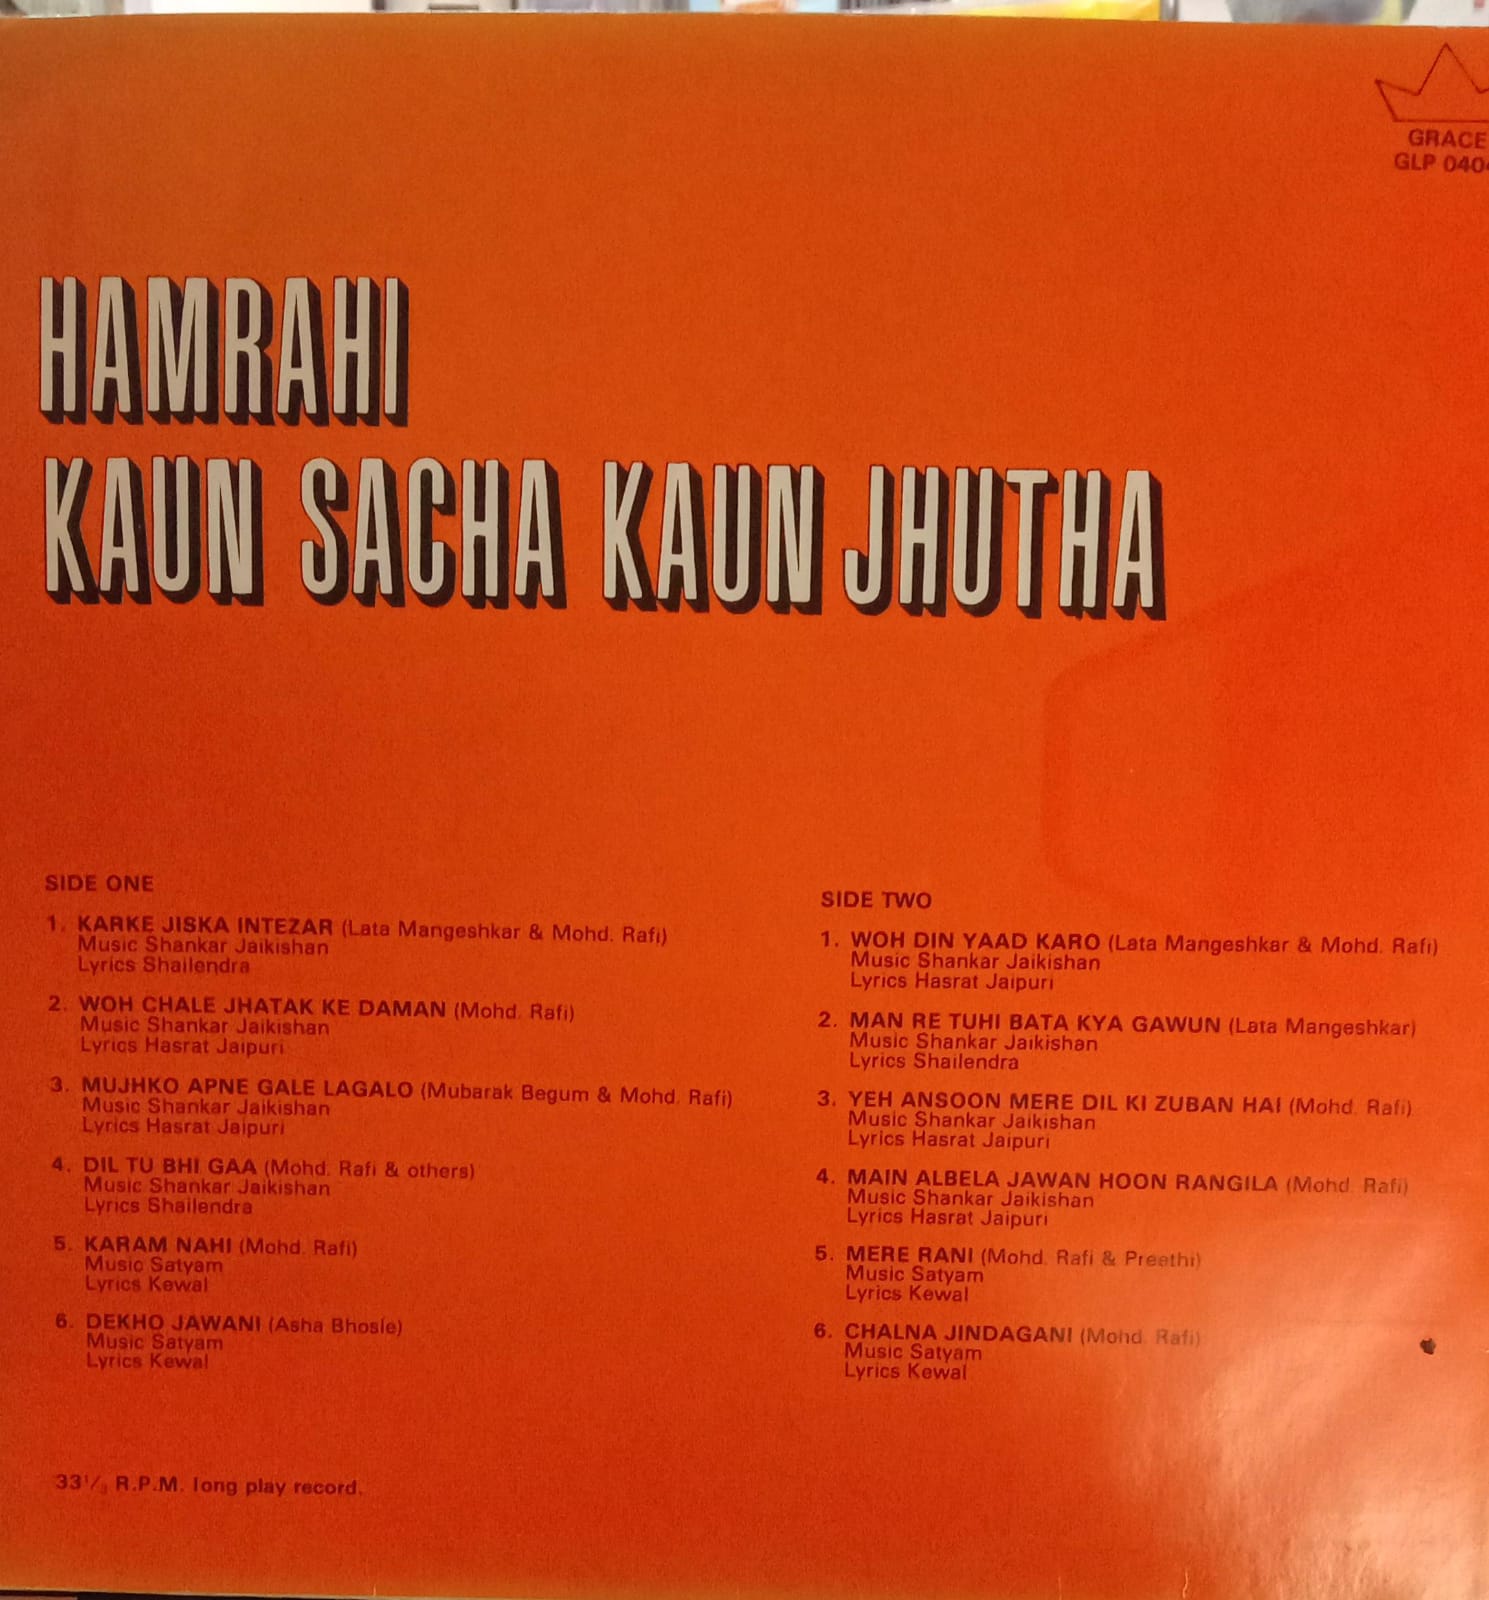 GRACE
GLP 040
HAMRAHI
KAUN SACHA KAUN JHUTHA
SIDE ONE
1. KARKE JISKA INTEZAR (Lata Mangeshkar & Mohd. Rafi)
Music Shankar Jaikishan
Lyrics Shailendra
2. WOH CHALE JHATAK KE DAMAN (Mohd. Rafi)
Music Shankar Jaikishan
Lyrics Hasrat Jaipuri
3. MUJHKO APNE GALE LAGALO (Mubarak Begum & Mohd. Rafi)
Music Shankar Jaikishan
Lyrics Hasrat Jaipuri
4. DIL TU BHI GAA (Mohd. Rafi & others)
Music Shankar Jaikishan
Lyrics Shailendra
5. KARAM NAHI (Mohd. Rafi)
Music Satyam
Lyrics Kewal
6. DEKHO JAWANI (Asha Bhosle)
Music Satyam
Lyrics Kewal
SIDE TWO
1. WOH DIN YAAD KARO (Lata Mangeshkar & Mohd. Rafi)
Music Shankar Jaikishan
Lyrics Hasrat Jaipuri
2. MAN RE TUHI BATA KYA GAWUN (Lata Mangeshkar)
Music Shankar Jaikishan
Lyrics Shailendra
3. YEH ANSOON MERE DIL KI ZUBAN HAI (Mohd. Rafi)
Music Shankar Jaikishan
Lyrics Hasrat Jaipuri
4. MAIN ALBELA JAWAN HOON RANGILA (Mohd. Rafi)
Music Shankar Jaikishan
Lyrics Hasrat Jaipuri
5. MERE RANI (Mohd. Rafi & Preethi)
Music Satyam
Lyrics Kewal
6. CHALNA JINDAGANI (Mohd. Rafi)
Music Satyam
Lyrics Kewal
33⅓ R.P.M. long play record.